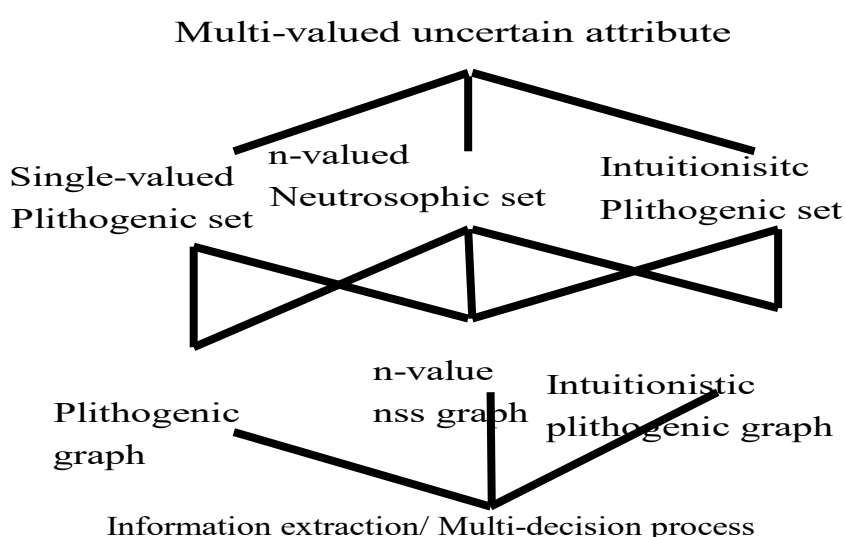 Multi-valued uncertain attribute
Single-valued
Plithogenic set
n-valued
Neutrosophic set
Intuitionisitc
Plithogenic set
Plithogenic
graph
n-value
nss graph
Intuitionistic
plithogenic graph
Information extraction/ Multi-decision process